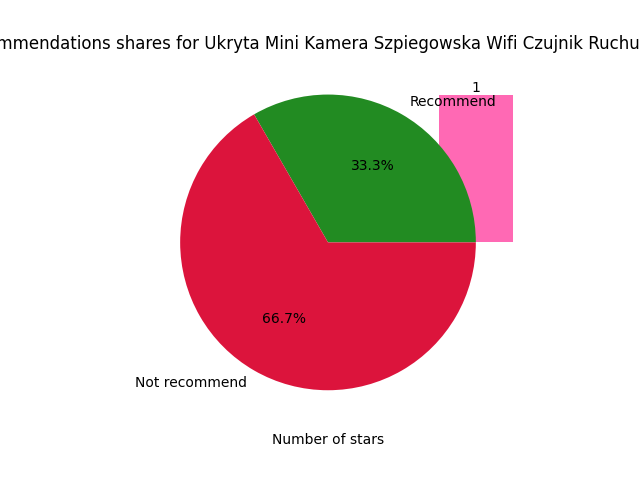 mmendations shares for Ukryta Mini Kamera Szpiegowska Wifi Czujnik Ruchu
1
Recommend
33.3%
66.7%
Not recommend
Number of stars